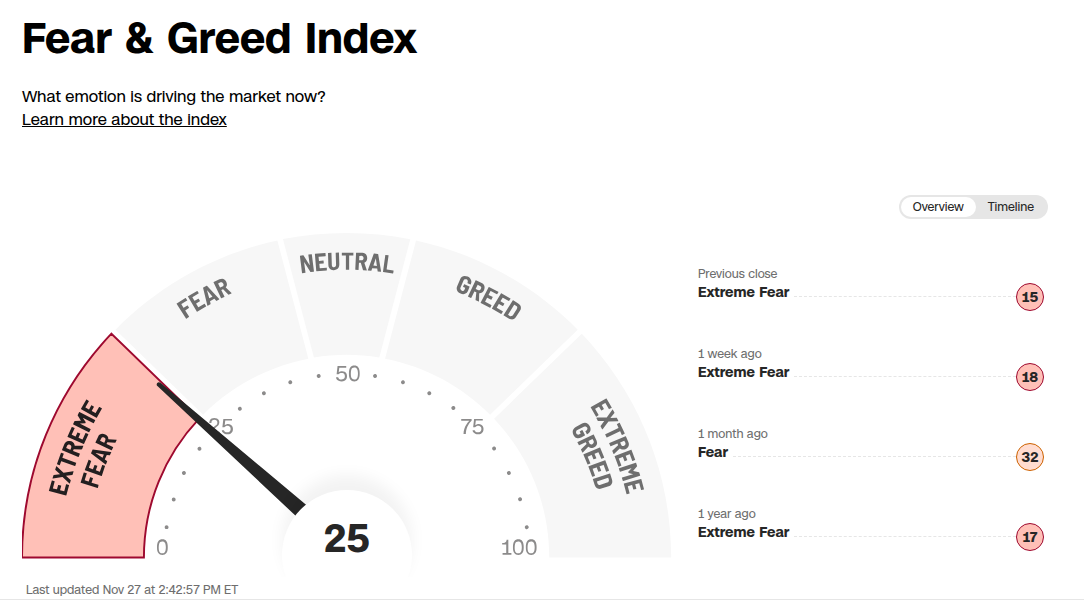 Fear & Greed Index
What emotion is driving the market now?
Learn more about the index
Overview
Timeline
EXTREME
FEAR
FEAR
NEUTRAL
GREED
EXTREME
GREED
0
25
50
75
100
25
Last updated Nov 27 at 2:42:57 PM ET
Previous close
Extreme Fear
15
1 week ago
Extreme Fear
18
1 month ago
Fear
32
1 year ago
Extreme Fear
17